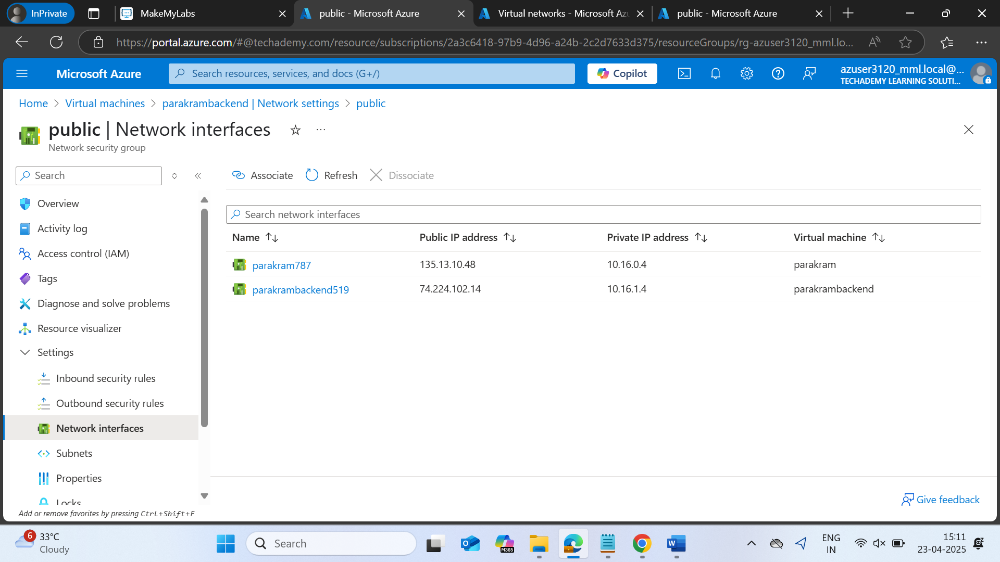 InPrivate
MakeMyLabs
public - Microsoft Azure
Virtual networks - Microsoft Azu
public - Microsoft Azure
https://portal.azure.com/#@techademy.com/resource/subscriptions/2a3c6418-97b9-4d96-a24b-2c2d7633d375/resourceGroups/rg-azuser3120_mml.lo...
Microsoft Azure
Search resources, services, and docs (G+/)
Copilot
azuser3120_mml.local@...
TECHADEMY LEARNING SOLUTI...
Home > Virtual machines > parakrambackend | Network settings > public
public | Network interfaces
Network security group
Search
Associate
Refresh
Dissociate
Overview
Activity log
Access control (IAM)
Tags
Diagnose and solve problems
Resource visualizer
Settings
Inbound security rules
Outbound security rules
Network interfaces
Subnets
Properties
Locks
Add or remove favorites by pressing Ctrl+Shift+F
Search network interfaces
Name Public IP address Private IP address Virtual machine
parakram787 135.13.10.48 10.16.0.4 parakram
parakrambackend519 74.224.102.14 10.16.1.4 parakrambackend
Give feedback
6
33°C
Cloudy
Search
M365
ENG
IN
15:11
23-04-2025